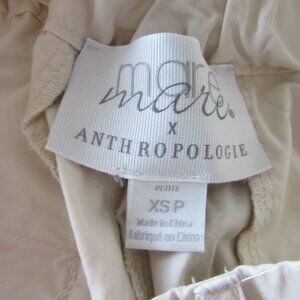 mare
mare®
X
ANTHROPOLOGIE
PETITE
XS P
Made in China
Fabriqué en Chine